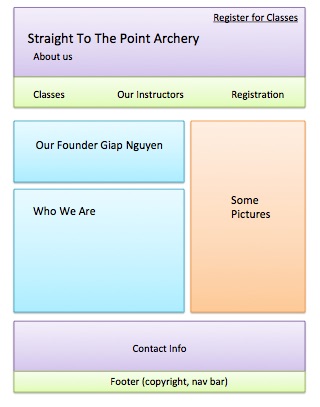 Register for Classes
Straight To The Point Archery
About us
Classes
Our Instructors
Registration
Our Founder Giap Nguyen
Who We Are
Some
Pictures
Contact Info
Footer (copyright, nav bar)